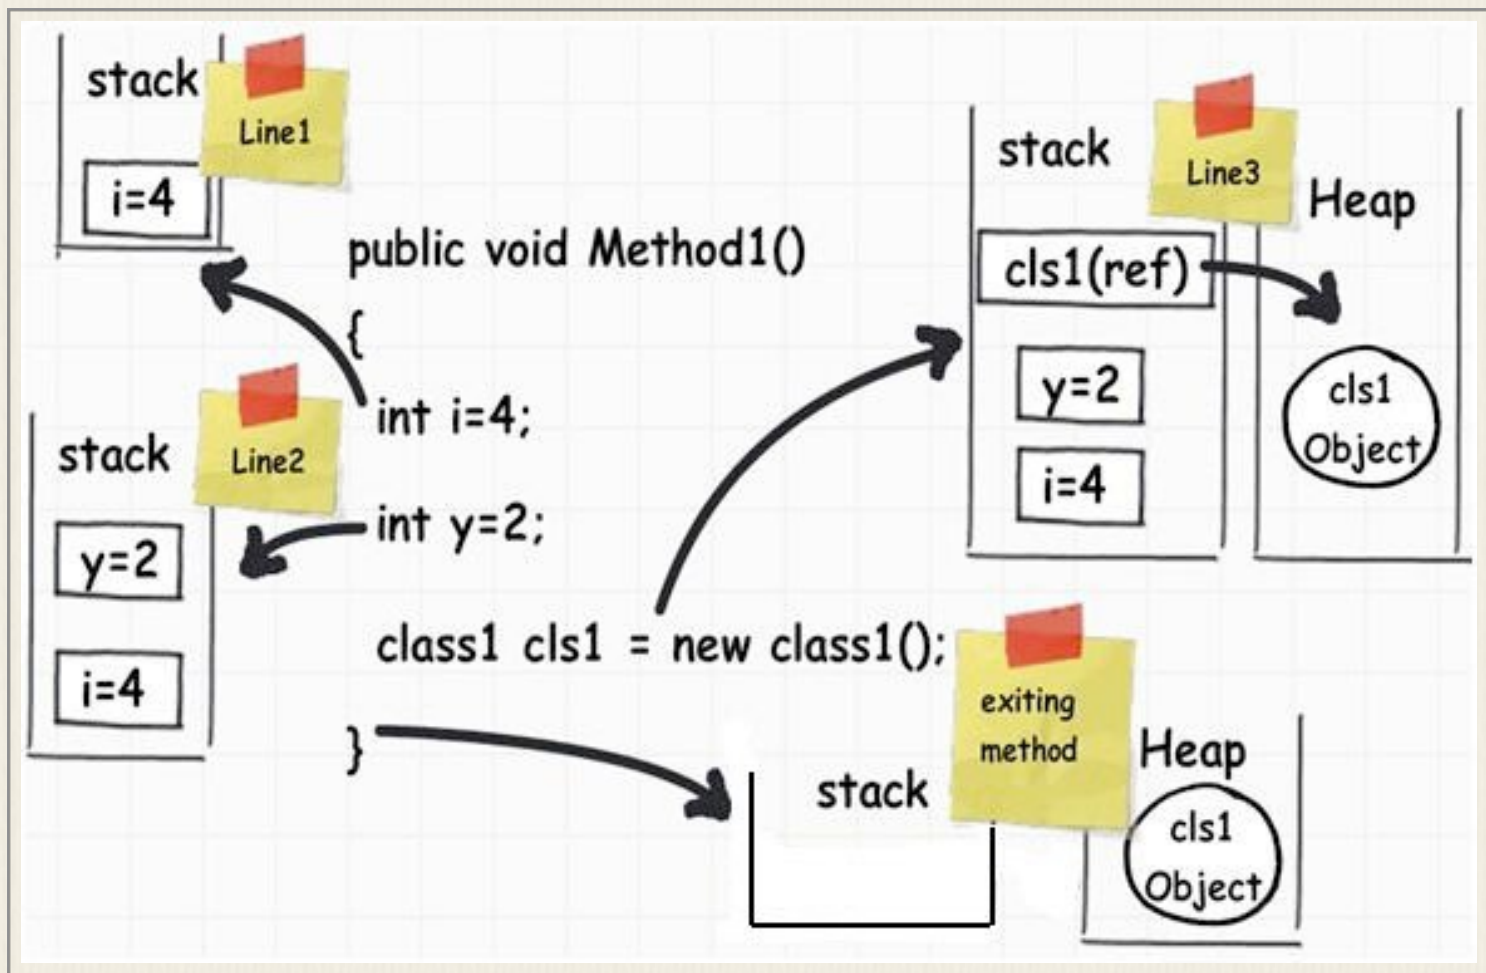 stack
Line1
i=4
public void Method1()
{
int i=4;
stack
Line2
int y=2;
y=2
i=4
class1 cls1 = new class1();
}
stack
Line3
Heap
cls1(ref)
y=2
i=4
cls1
Object
exiting
method
stack
Heap
cls1
Object